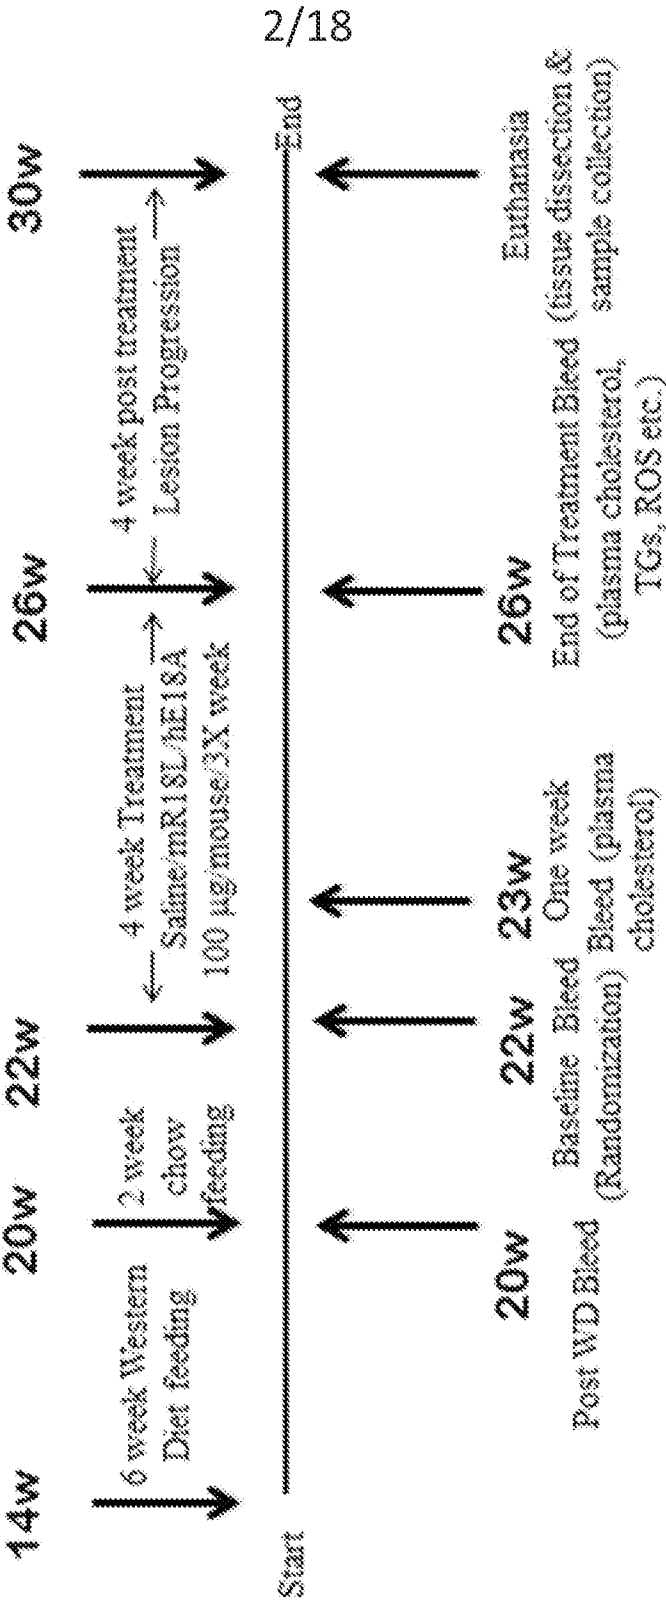 2/18
14w
20w
22w
26w
30w
6 week Western
Diet feeding
2 week
chow
feeding
4 week Treatment
Saline/mR18L/hE18A
100 µg/mouse/3X week
4 week post treatment
Lesion Progression
Start
End
20w
Post WD Bleed
22w
Baseline Bleed
(Randomization)
23w
One week
Bleed (plasma
cholesterol)
26w
End of Treatment Bleed
(plasma cholesterol,
TGs, ROS etc.)
Euthanasia
(tissue dissection &
sample collection)